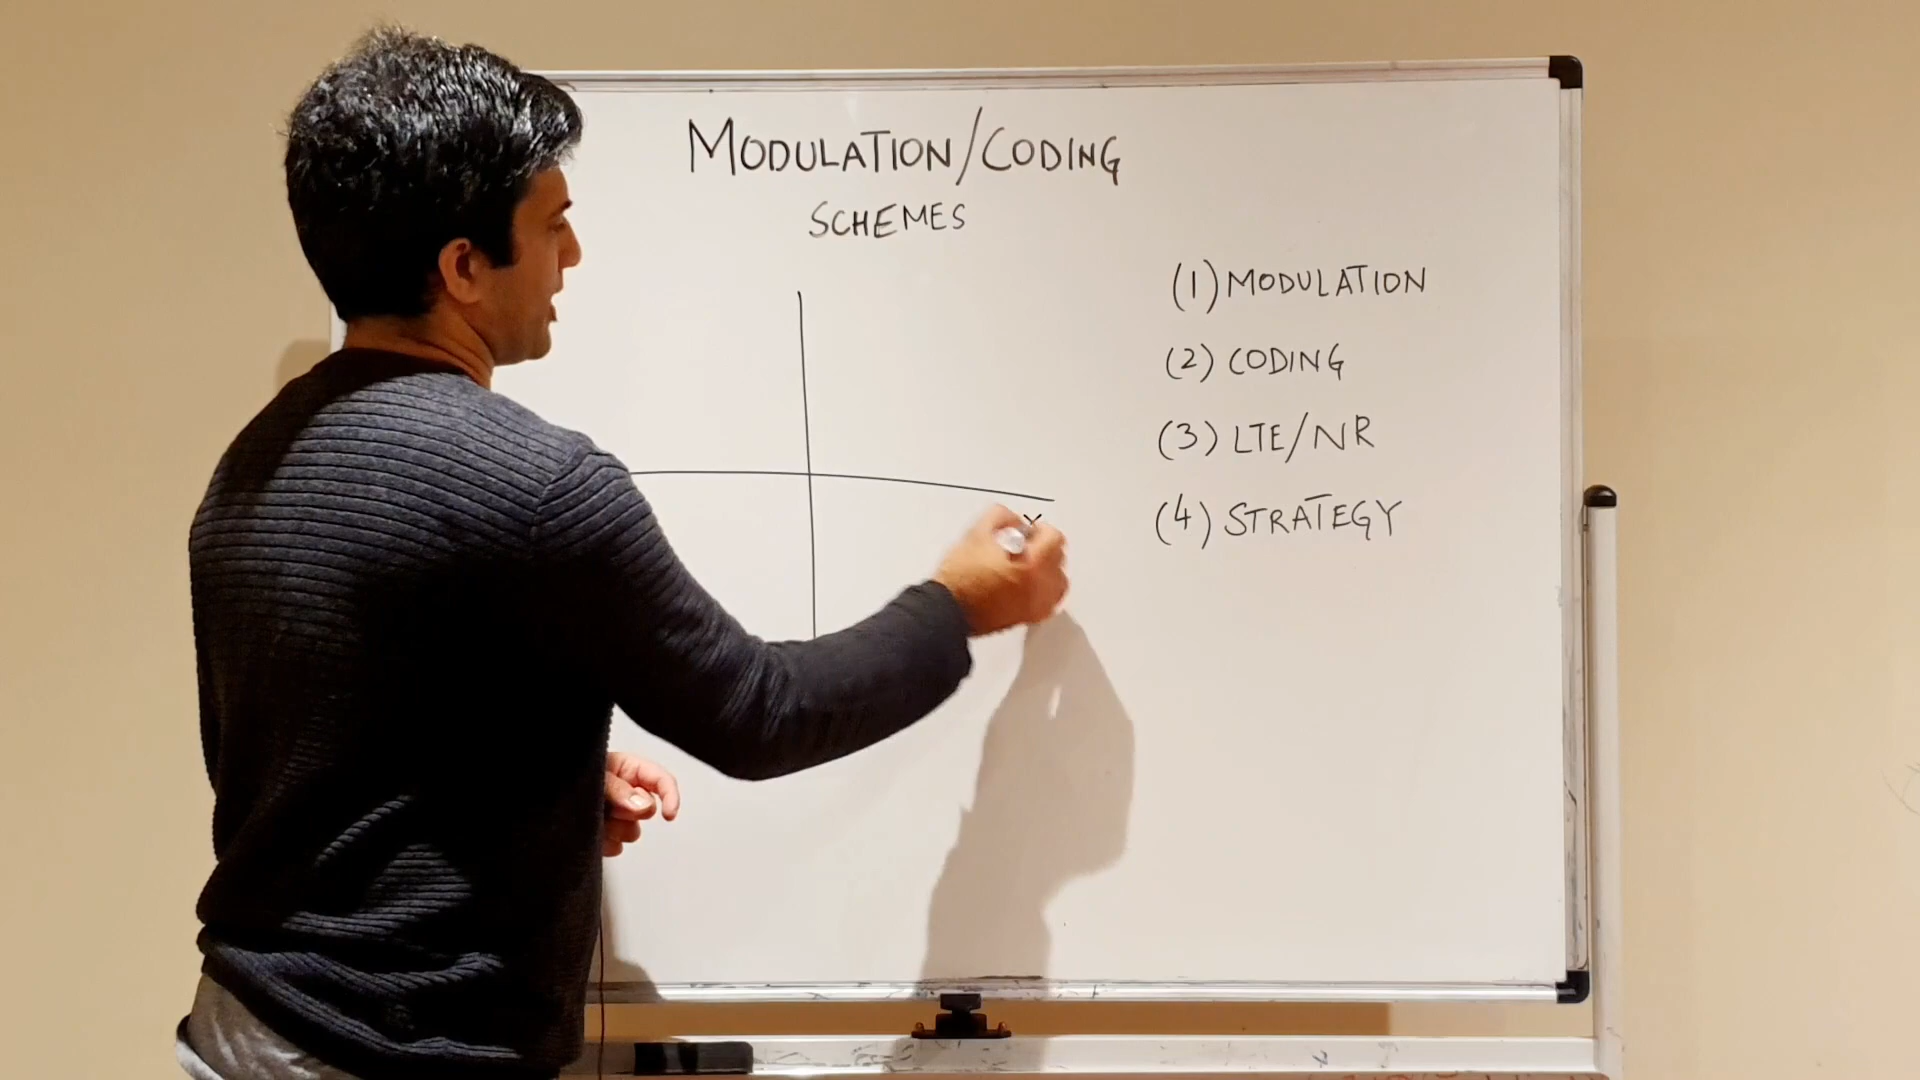 MODULATION/CODING
SCHEMES
(1) MODULATION
(2) CODING
(3) LTE/NR
(4) STRATEGY